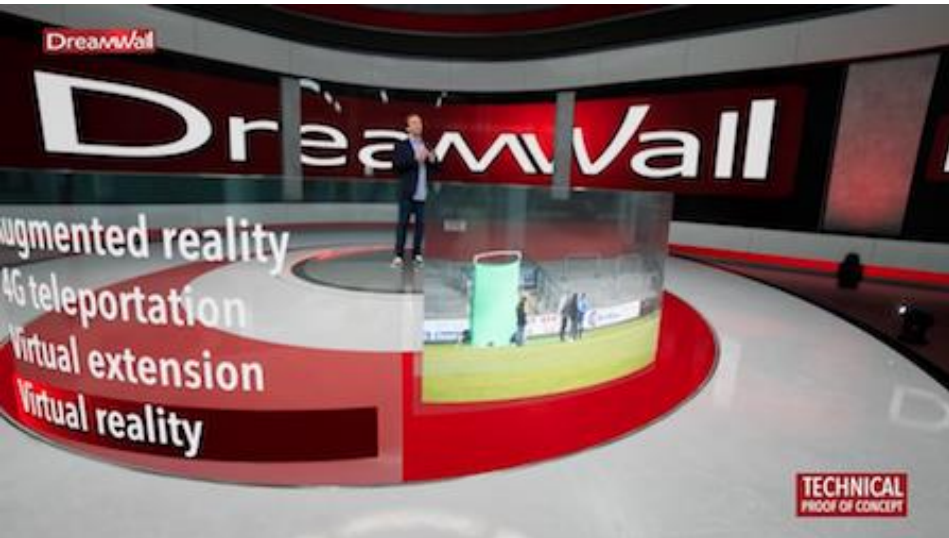 DreamWall
DreamWall
ugmented reality
4G teleportation
Virtual extension
Virtual reality
TECHNICAL
PROOF OF CONCEPT